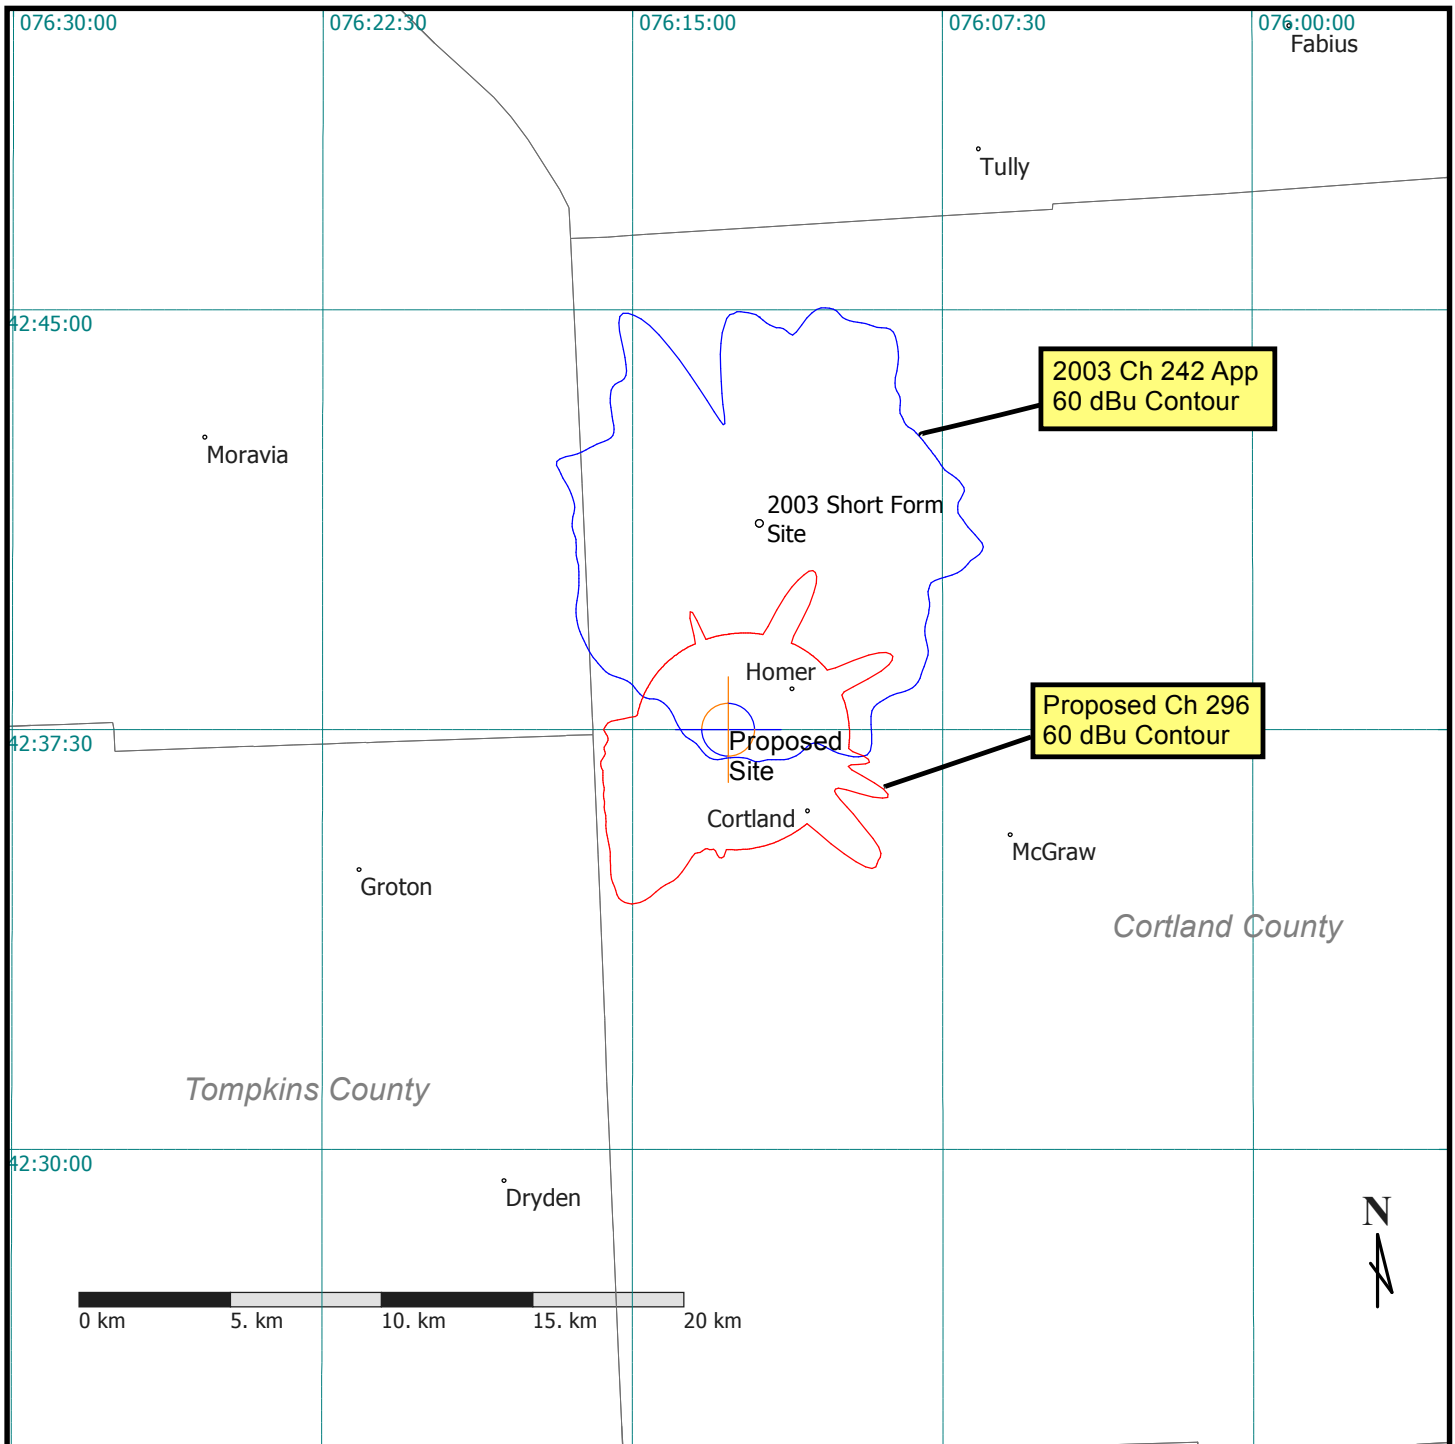 076:30:00
076:22:30
076:15:00
076:07:30
076:00:00
Fabius
Tully
42:45:00
2003 Ch 242 App
60 dBu Contour
Moravia
2003 Short Form
Site
Homer
Proposed Ch 296
60 dBu Contour
42:37:30
Proposed
Site
Cortland
McGraw
Groton
Cortland County
Tompkins County
42:30:00
Dryden
N
0 km
5. km
10. km
15. km
20 km